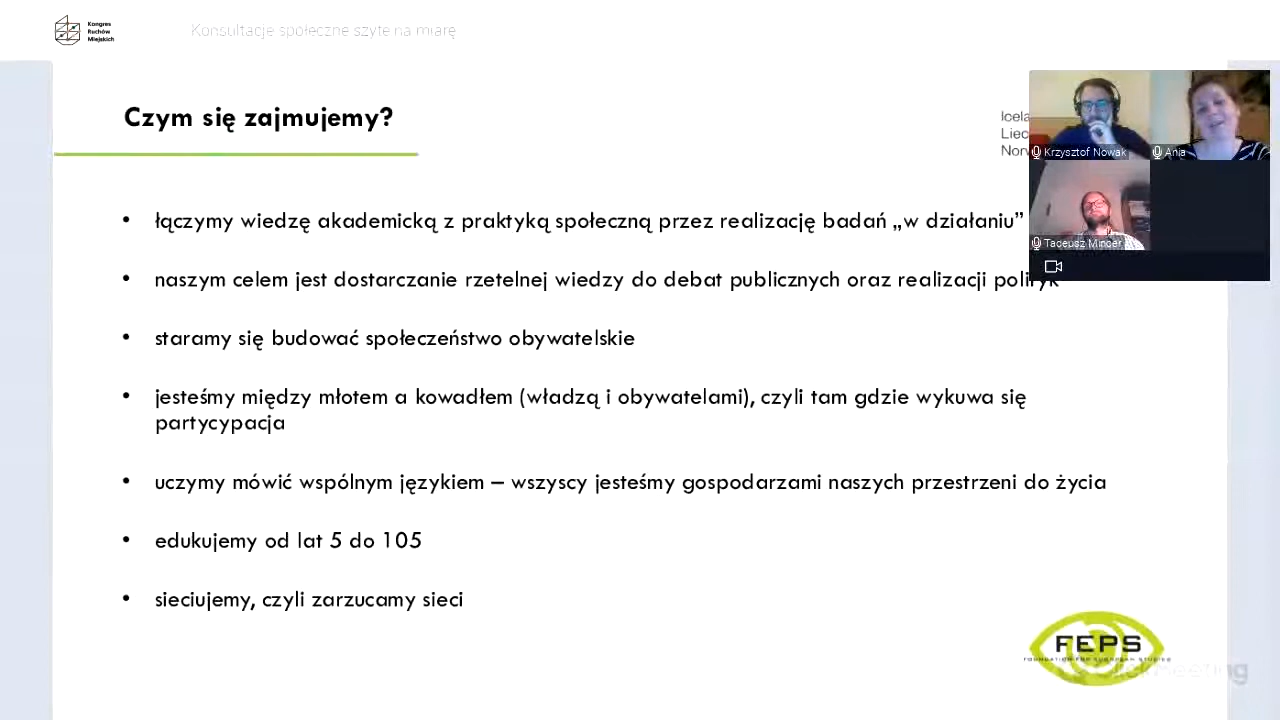 Kongres
Ruchów
Miejskich
Konsultacje społeczne szyte na miarę
Czym się zajmujemy?
Krzysztof Nowak
Ania
Tadeusz Mincer
• łączymy wiedzę akademicką z praktyką społeczną przez realizację badań „w działaniu”
• naszym celem jest dostarczanie rzetelnej wiedzy do debat publicznych oraz realizacji polityk
• staramy się budować społeczeństwo obywatelskie
• jesteśmy między młotem a kowadłem (władzą i obywatelami), czyli tam gdzie wykuwa się
partycypacja
• uczymy mówić wspólnym językiem – wszyscy jesteśmy gospodarzami naszych przestrzeni do życia
• edukujemy od lat 5 do 105
• sieciujemy, czyli zarzucamy sieci
FEPS
FOUNDATION FOR EUROPEAN STUDIES